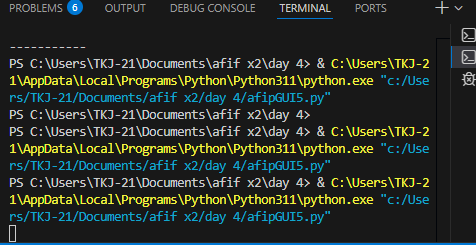 PROBLEMS 6 OUTPUT DEBUG CONSOLE TERMINAL PORTS
-----------
PS C:\Users\TKJ-21\Documents\afif x2\day 4> & C:\Users\TKJ-2
1\AppData\Local\Programs\Python\Python311\python.exe "c:/Use
rs/TKJ-21/Documents/afif x2/day 4/afipGUI5.py"
PS C:\Users\TKJ-21\Documents\afif x2\day 4>
PS C:\Users\TKJ-21\Documents\afif x2\day 4> & C:\Users\TKJ-2
1\AppData\Local\Programs\Python\Python311\python.exe "c:/Use
rs/TKJ-21/Documents/afif x2/day 4/afipGUI5.py"
PS C:\Users\TKJ-21\Documents\afif x2\day 4> & C:\Users\TKJ-2
1\AppData\Local\Programs\Python\Python311\python.exe "c:/Use
rs/TKJ-21/Documents/afif x2/day 4/afipGUI5.py"